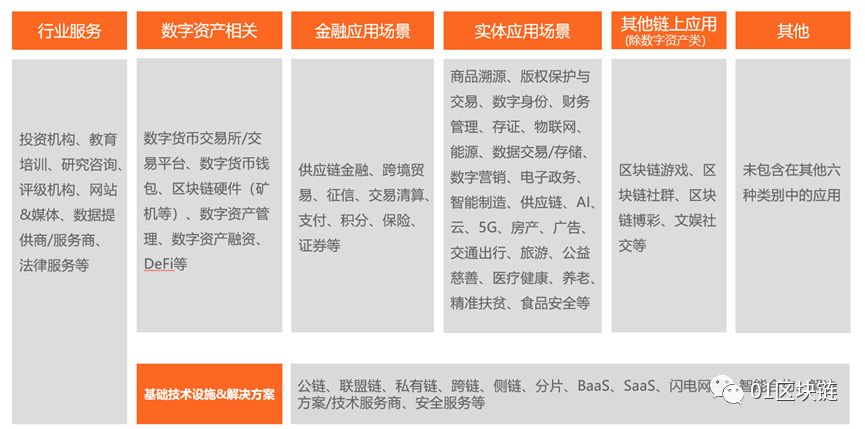 行业服务
投资机构、教育
培训、研究咨询、
评级机构、网站
&媒体、数据提
供商/服务商、
法律服务等
数字资产相关
数字货币交易所/交
易平台、数字货币钱
包、区块链硬件（矿
机等）、数字资产管
理、数字资产融资、
DeFi等
金融应用场景
供应链金融、跨境贸
易、征信、交易清算、
支付、积分、保险、
证券等
实体应用场景
商品溯源、版权保护与
交易、数字身份、财务
管理、存证、物联网、
能源、数据交易/存储、
数字营销、电子政务、
智能制造、供应链、AI、
云、5G、房产、广告、
交通出行、旅游、公益
慈善、医疗健康、养老、
精准扶贫、食品安全等
其他链上应用
(除数字资产类)
区块链游戏、区
块链社群、区块
链博彩、文娱社
交等
其他
未包含在其他六
种类别中的应用
基础技术设施&解决方案
公链、联盟链、私有链、跨链、侧链、分片、BaaS、SaaS、闪电网 智能
方案/技术服务商、安全服务等
01区块链